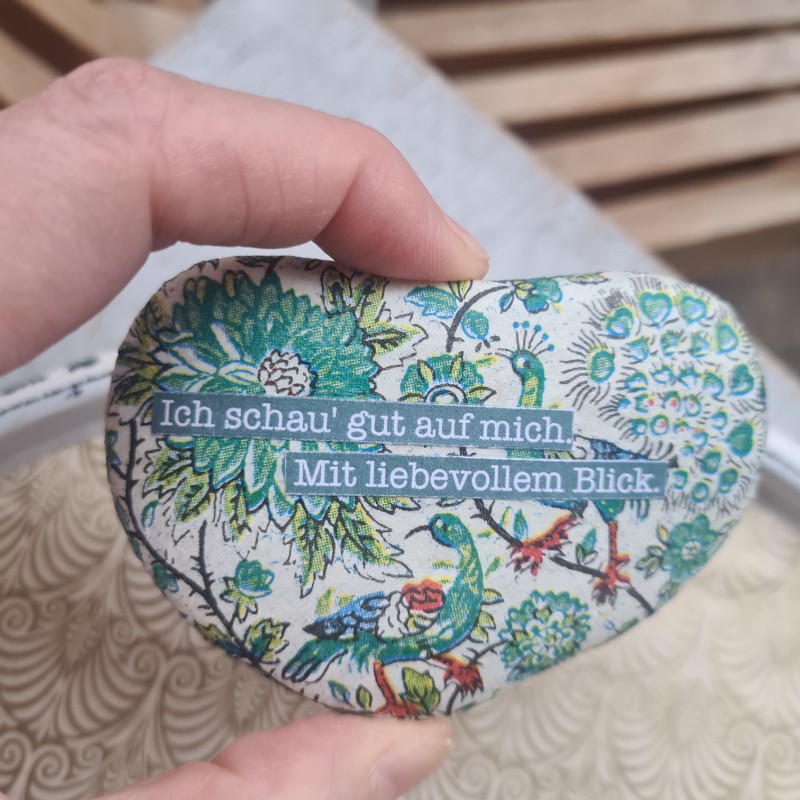 Ich schau' gut auf mich.
Mit liebevollem Blick.